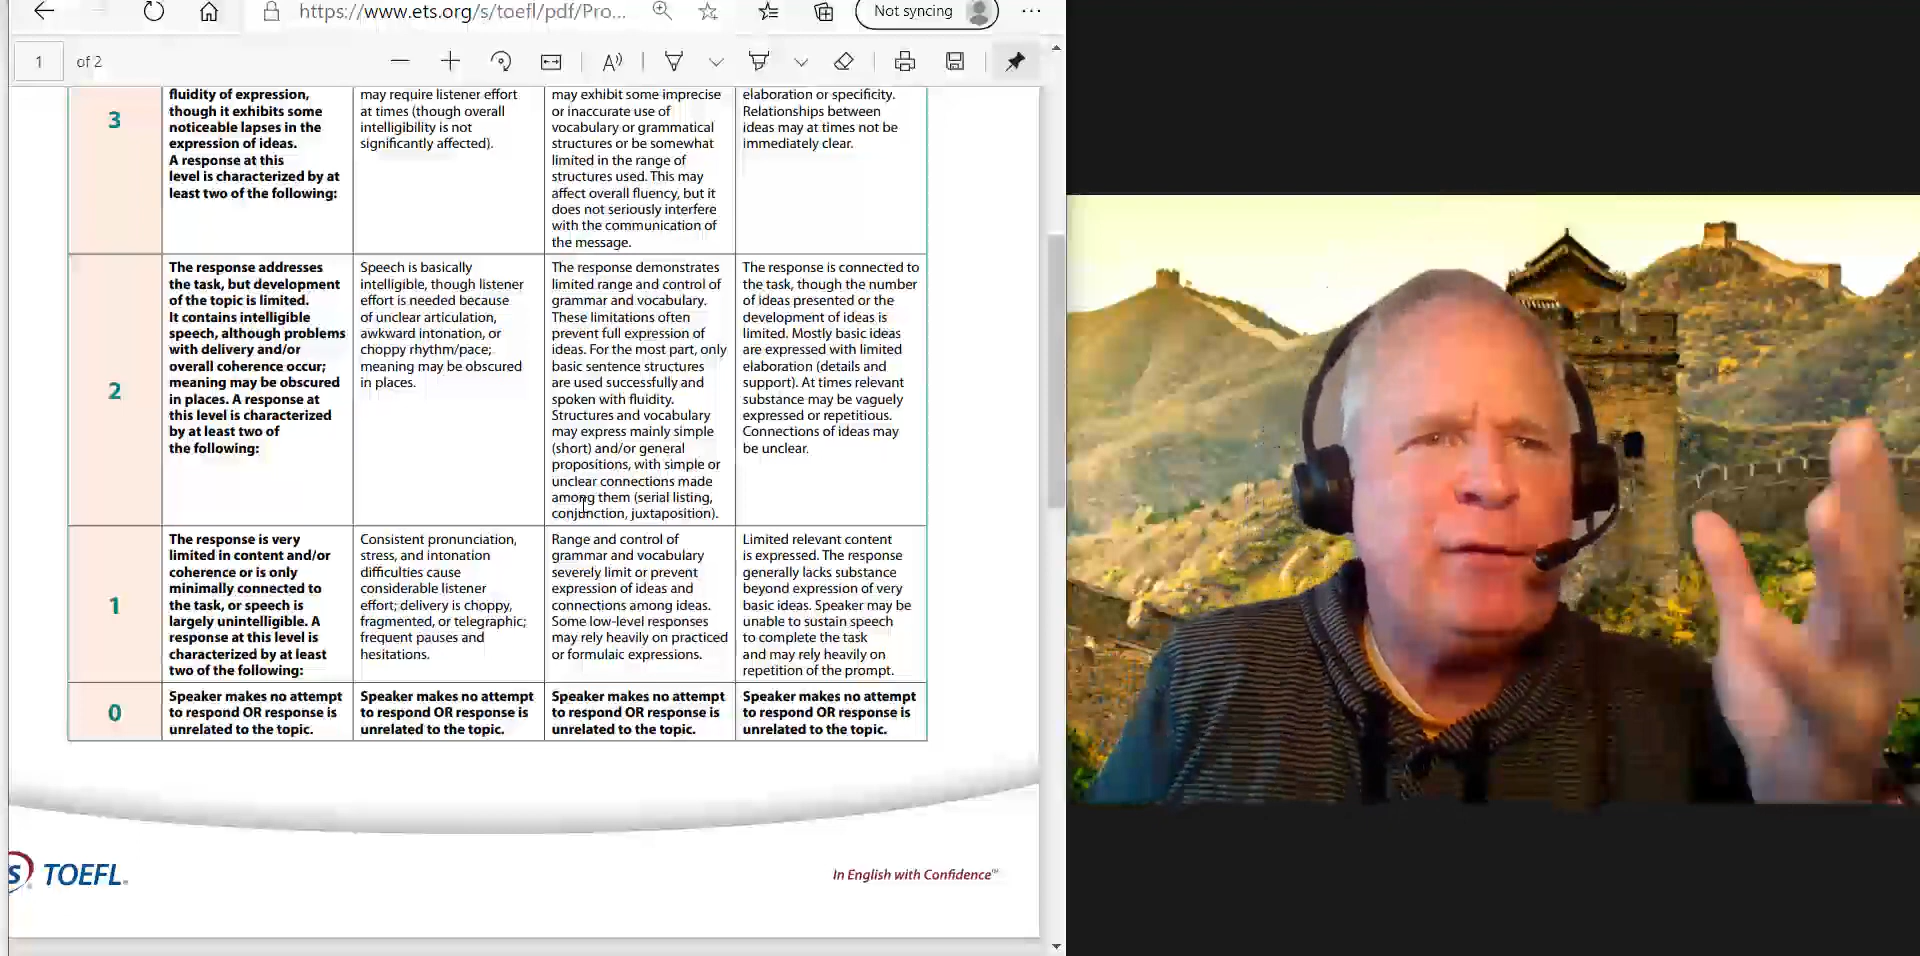 https://www.ets.org/s/toefl/pdf/Pro...
Not syncing
1
of 2
3
fluidity of expression,
though it exhibits some
noticeable lapses in the
expression of ideas.
A response at this
level is characterized by at
least two of the following:
may require listener effort
at times (though overall
intelligibility is not
significantly affected).
may exhibit some imprecise
or inaccurate use of
vocabulary or grammatical
structures or be somewhat
limited in the range of
structures used. This may
affect overall fluency, but it
does not seriously interfere
with the communication of
the message.
elaboration or specificity.
Relationships between
ideas may at times not be
immediately clear.
2
The response addresses
the task, but development
of the topic is limited.
It contains intelligible
speech, although problems
with delivery and/or
overall coherence occur;
meaning may be obscured
in places. A response at
this level is characterized
by at least two of
the following:
Speech is basically
intelligible, though listener
effort is needed because
of unclear articulation,
awkward intonation, or
choppy rhythm/pace;
meaning may be obscured
in places.
The response demonstrates
limited range and control of
grammar and vocabulary.
These limitations often
prevent full expression of
ideas. For the most part, only
basic sentence structures
are used successfully and
spoken with fluidity.
Structures and vocabulary
may express mainly simple
(short) and/or general
propositions, with simple or
unclear connections made
among them (serial listing,
conjunction, juxtaposition).
The response is connected to
the task, though the number
of ideas presented or the
development of ideas is
limited. Mostly basic ideas
are expressed with limited
elaboration (details and
support). At times relevant
substance may be vaguely
expressed or repetitious.
Connections of ideas may
be unclear.
1
The response is very
limited in content and/or
coherence or is only
minimally connected to
the task, or speech is
largely unintelligible. A
response at this level is
characterized by at least
two of the following:
Consistent pronunciation,
stress, and intonation
difficulties cause
considerable listener
effort; delivery is choppy,
fragmented, or telegraphic;
frequent pauses and
hesitations.
Range and control of
grammar and vocabulary
severely limit or prevent
expression of ideas and
connections among ideas.
Some low-level responses
may rely heavily on practiced
or formulaic expressions.
Limited relevant content
is expressed. The response
generally lacks substance
beyond expression of very
basic ideas. Speaker may be
unable to sustain speech
to complete the task
and may rely heavily on
repetition of the prompt.
0
Speaker makes no attempt
to respond OR response is
unrelated to the topic.
Speaker makes no attempt
to respond OR response is
unrelated to the topic.
Speaker makes no attempt
to respond OR response is
unrelated to the topic.
Speaker makes no attempt
to respond OR response is
unrelated to the topic.
S® TOEFL®
In English with Confidence™